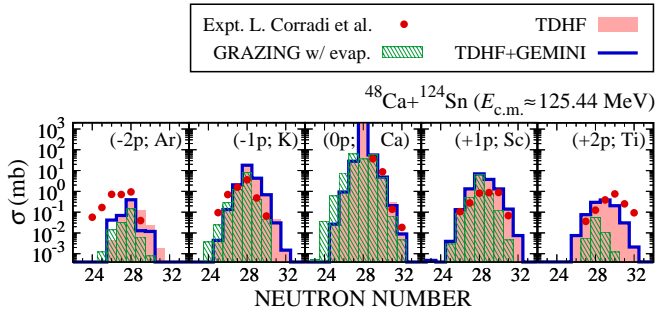 Expt. L. Corradi et al. TDHF
GRAZING w/ evap. TDHF+GEMINI
⁴⁸Ca+¹²⁴Sn (E_c.m.≈125.44 MeV)
(-2p; Ar) (-1p; K) (0p; Ca) (+1p; Sc) (+2p; Ti)
10³
10²
10¹
10⁰
10⁻¹
10⁻²
10⁻³
σ (mb)
24 28 32 24 28 32 24 28 32 24 28 32 24 28 32
NEUTRON NUMBER